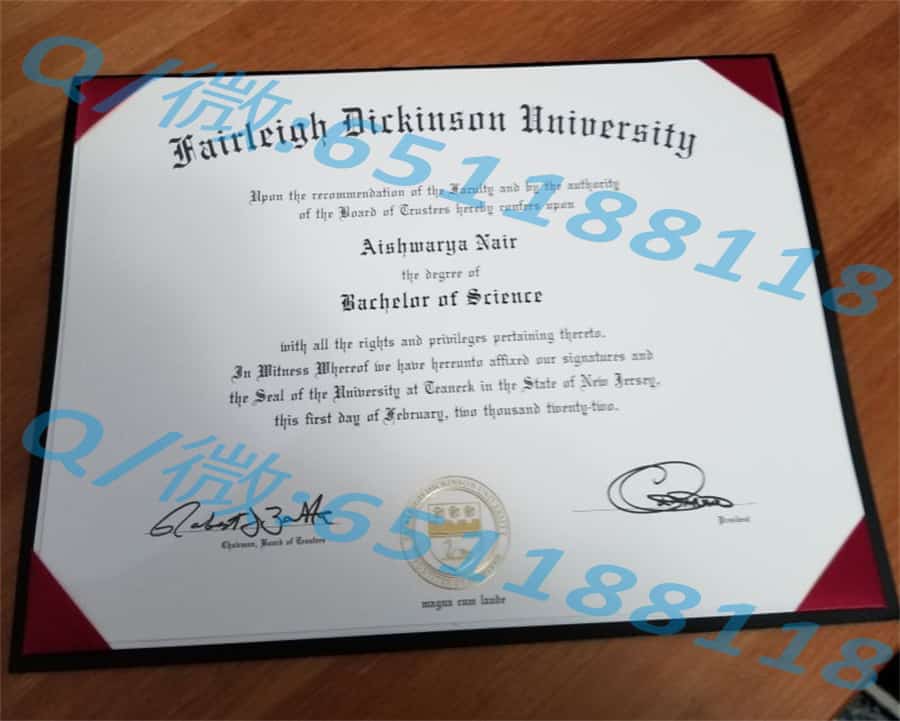 Q/微:651188118
Fairleigh Dickinson University
Upon the recommendation of the Faculty and by the authority
of the Board of Trustees hereby confers upon
Aishwarya Nair
the degree of
Bachelor of Science
with all the rights and privileges pertaining thereto.
In Witness Whereof we have hereunto affixed our signatures and
the Seal of the University at Teaneck in the State of New Jersey,
this first day of February, two thousand twenty-two.
Q/微:651188118
Chairman, Board of Trustees
President
magna cum laude